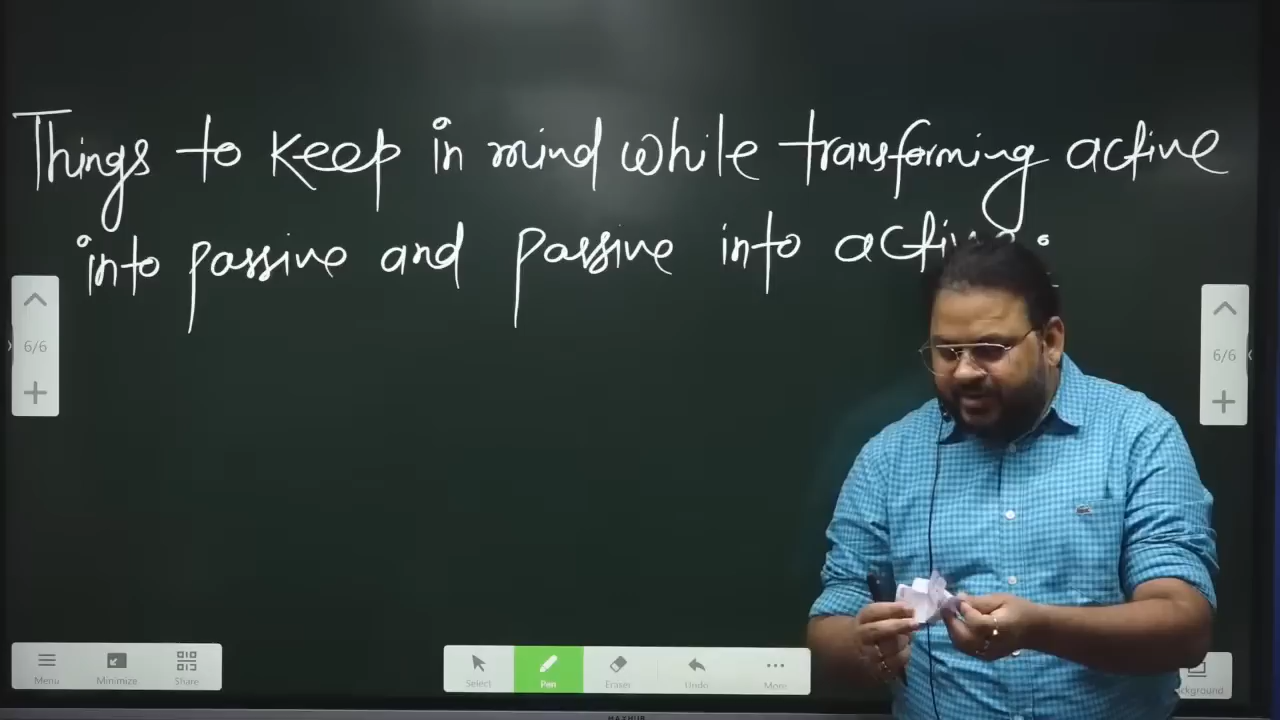 Things to keep in mind while transforming active
into passive and passive into active.
6/6
6/6
Menu
Minimize
Share
Select
Pen
Eraser
Undo
More